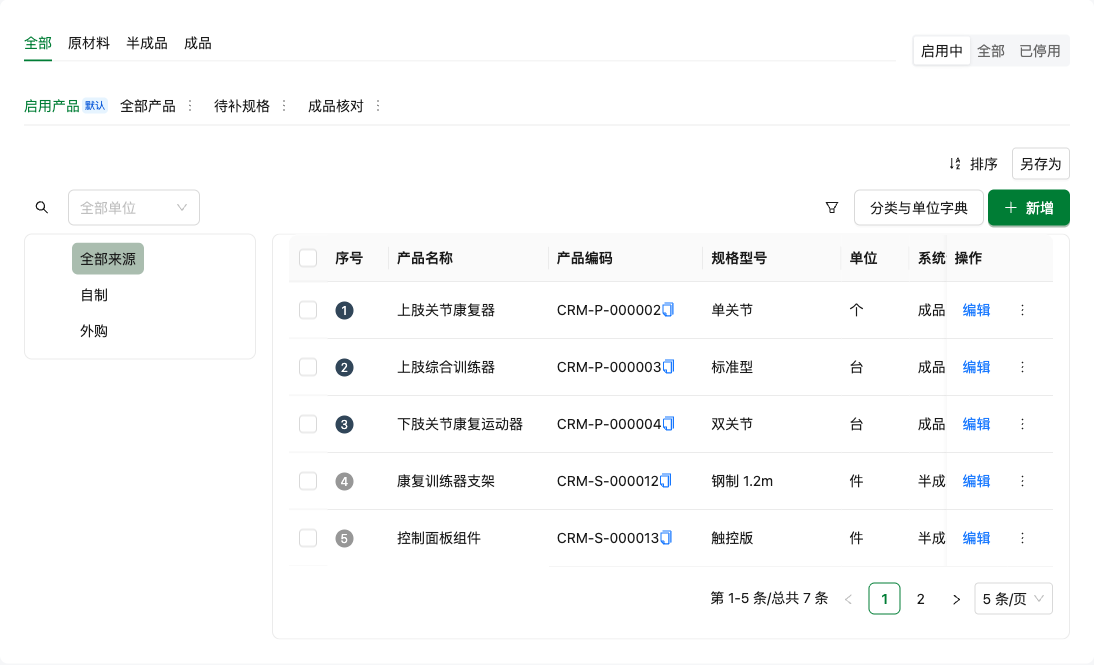 全部 原材料 半成品 成品
启用中 全部 已停用
启用产品 默认 全部产品 待补规格 成品核对
排序 另存为
全部单位 分类与单位字典 新增
全部来源
自制
外购
序号 产品名称 产品编码 规格型号 单位 系统 操作
1 上肢关节康复器 CRM-P-000002 单关节 个 成品 编辑
2 上肢综合训练器 CRM-P-000003 标准型 台 成品 编辑
3 下肢关节康复运动器 CRM-P-000004 双关节 台 成品 编辑
4 康复训练器支架 CRM-S-000012 钢制 1.2m 件 半成 编辑
5 控制面板组件 CRM-S-000013 触控版 件 半成 编辑
第 1-5 条/总共 7 条 < 1 2 > 5 条/页